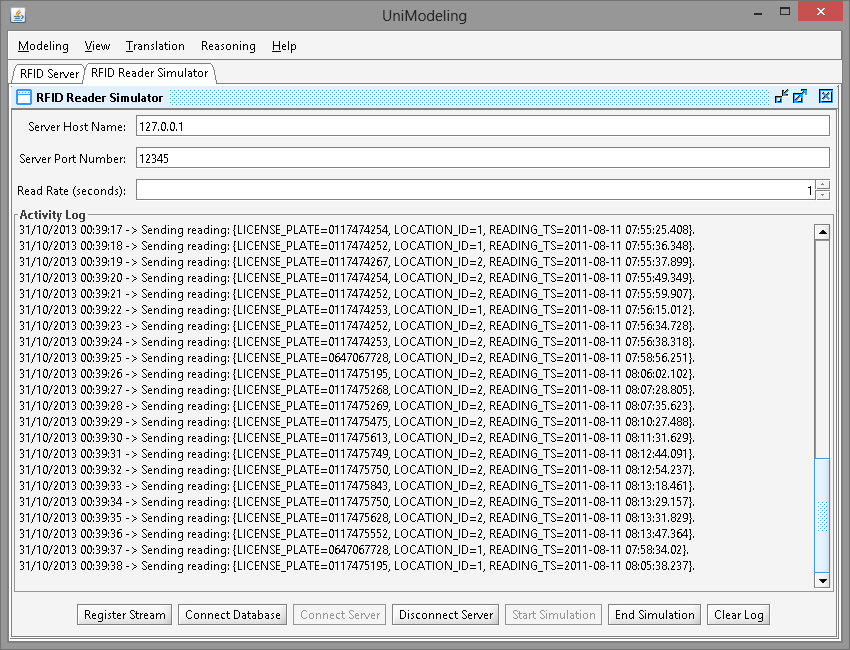 UniModeling
Modeling View Translation Reasoning Help
RFID Server RFID Reader Simulator
RFID Reader Simulator
Server Host Name: 127.0.0.1
Server Port Number: 12345
Read Rate (seconds): 1
Activity Log
31/10/2013 00:39:17 -> Sending reading: {LICENSE_PLATE=0117474254, LOCATION_ID=1, READING_TS=2011-08-11 07:55:25.408}.
31/10/2013 00:39:18 -> Sending reading: {LICENSE_PLATE=0117474252, LOCATION_ID=1, READING_TS=2011-08-11 07:55:36.348}.
31/10/2013 00:39:19 -> Sending reading: {LICENSE_PLATE=0117474267, LOCATION_ID=2, READING_TS=2011-08-11 07:55:37.899}.
31/10/2013 00:39:20 -> Sending reading: {LICENSE_PLATE=0117474254, LOCATION_ID=2, READING_TS=2011-08-11 07:55:49.349}.
31/10/2013 00:39:21 -> Sending reading: {LICENSE_PLATE=0117474252, LOCATION_ID=2, READING_TS=2011-08-11 07:55:59.907}.
31/10/2013 00:39:22 -> Sending reading: {LICENSE_PLATE=0117474253, LOCATION_ID=1, READING_TS=2011-08-11 07:56:15.012}.
31/10/2013 00:39:23 -> Sending reading: {LICENSE_PLATE=0117474252, LOCATION_ID=2, READING_TS=2011-08-11 07:56:34.728}.
31/10/2013 00:39:24 -> Sending reading: {LICENSE_PLATE=0117474253, LOCATION_ID=2, READING_TS=2011-08-11 07:56:38.318}.
31/10/2013 00:39:25 -> Sending reading: {LICENSE_PLATE=0647067728, LOCATION_ID=2, READING_TS=2011-08-11 07:58:56.251}.
31/10/2013 00:39:26 -> Sending reading: {LICENSE_PLATE=0117475195, LOCATION_ID=2, READING_TS=2011-08-11 08:06:02.102}.
31/10/2013 00:39:27 -> Sending reading: {LICENSE_PLATE=0117475268, LOCATION_ID=2, READING_TS=2011-08-11 08:07:28.805}.
31/10/2013 00:39:28 -> Sending reading: {LICENSE_PLATE=0117475269, LOCATION_ID=2, READING_TS=2011-08-11 08:07:35.623}.
31/10/2013 00:39:29 -> Sending reading: {LICENSE_PLATE=0117475475, LOCATION_ID=2, READING_TS=2011-08-11 08:10:27.488}.
31/10/2013 00:39:30 -> Sending reading: {LICENSE_PLATE=0117475613, LOCATION_ID=2, READING_TS=2011-08-11 08:11:31.629}.
31/10/2013 00:39:31 -> Sending reading: {LICENSE_PLATE=0117475749, LOCATION_ID=2, READING_TS=2011-08-11 08:12:44.091}.
31/10/2013 00:39:32 -> Sending reading: {LICENSE_PLATE=0117475750, LOCATION_ID=2, READING_TS=2011-08-11 08:12:54.237}.
31/10/2013 00:39:33 -> Sending reading: {LICENSE_PLATE=0117475843, LOCATION_ID=2, READING_TS=2011-08-11 08:13:18.461}.
31/10/2013 00:39:34 -> Sending reading: {LICENSE_PLATE=0117475750, LOCATION_ID=2, READING_TS=2011-08-11 08:13:29.157}.
31/10/2013 00:39:35 -> Sending reading: {LICENSE_PLATE=0117475628, LOCATION_ID=2, READING_TS=2011-08-11 08:13:31.829}.
31/10/2013 00:39:36 -> Sending reading: {LICENSE_PLATE=0117475552, LOCATION_ID=2, READING_TS=2011-08-11 08:13:47.364}.
31/10/2013 00:39:37 -> Sending reading: {LICENSE_PLATE=0647067728, LOCATION_ID=1, READING_TS=2011-08-11 07:58:34.02}.
31/10/2013 00:39:38 -> Sending reading: {LICENSE_PLATE=0117475195, LOCATION_ID=1, READING_TS=2011-08-11 08:05:38.237}.
Register Stream Connect Database Connect Server Disconnect Server Start Simulation End Simulation Clear Log